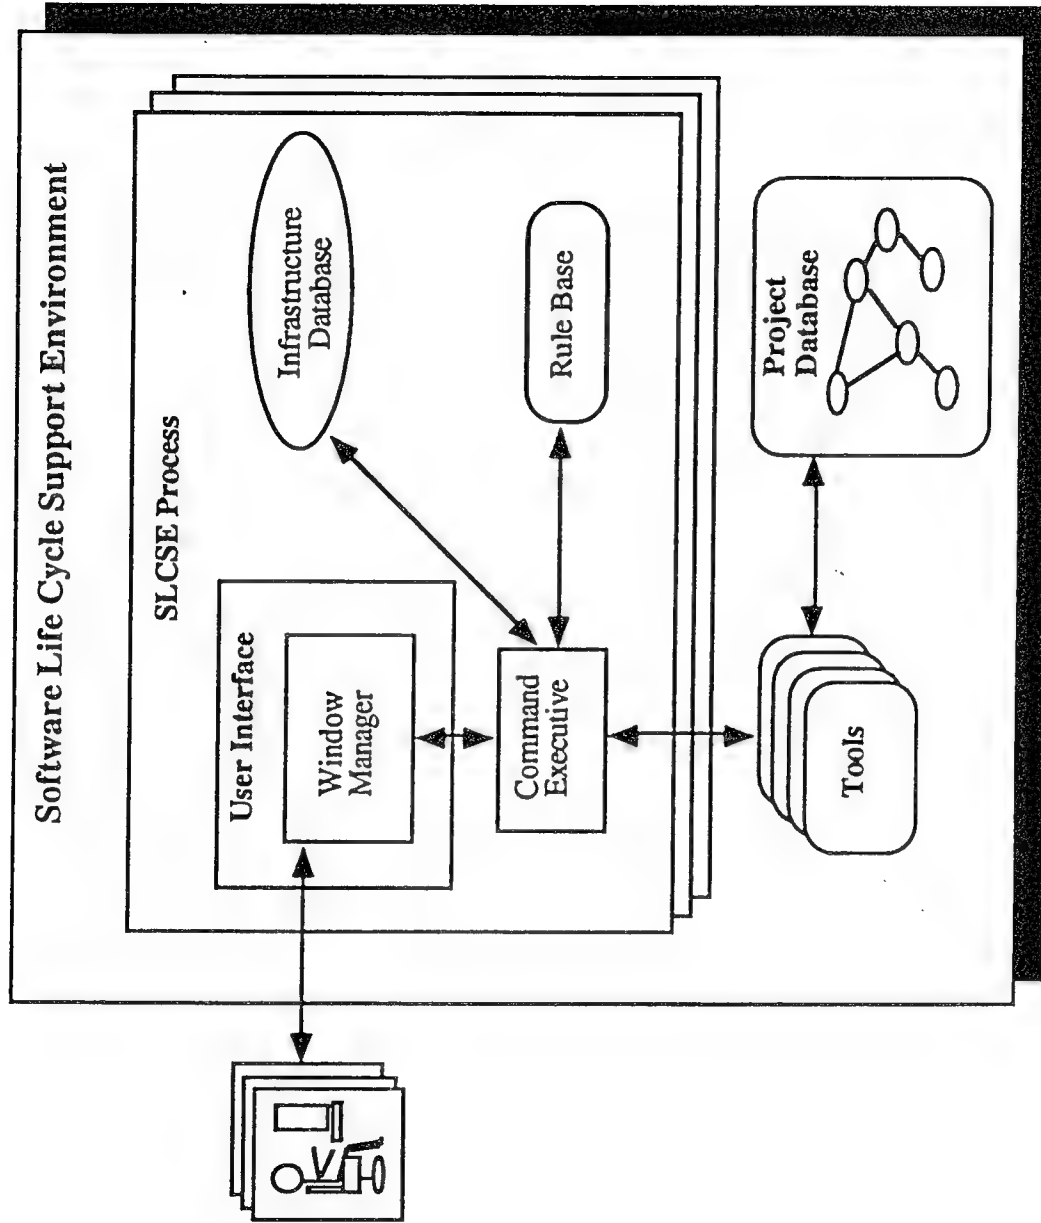 Software Life Cycle Support Environment
SLCSE Process
User Interface
Window
Manager
Infrastructure
Database
Command
Executive
Rule Base
Tools
Project
Database